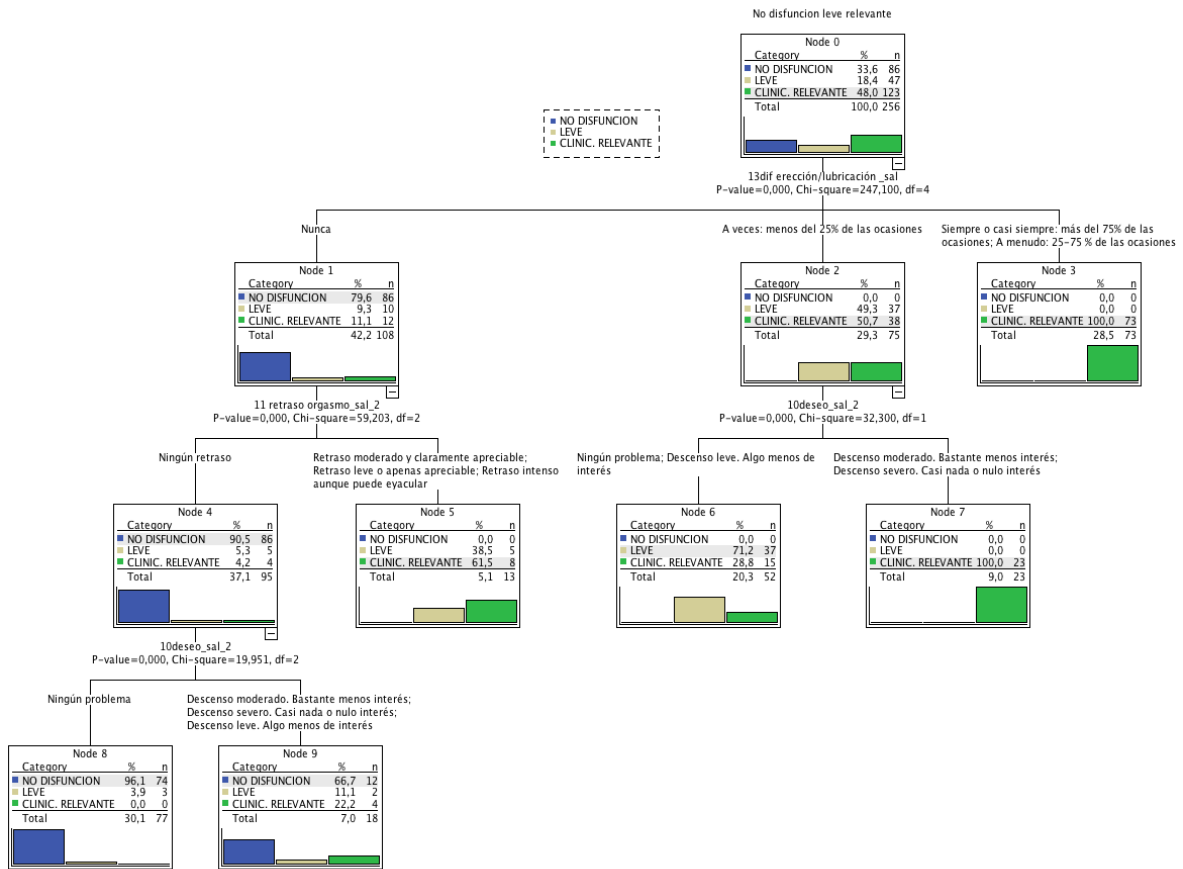 No disfuncion leve relevante
Node 0
Category % n
NO DISFUNCION 33,6 86
LEVE 18,4 47
CLINIC. RELEVANTE 48,0 123
Total 100,0 256
NO DISFUNCION
LEVE
CLINIC. RELEVANTE
13dif erección/lubricación _sal
P-value=0,000, Chi-square=247,100, df=4
Nunca
A veces: menos del 25% de las ocasiones
Siempre o casi siempre: más del 75% de las
ocasiones; A menudo: 25-75 % de las ocasiones
Node 1
Category % n
NO DISFUNCION 79,6 86
LEVE 9,3 10
CLINIC. RELEVANTE 11,1 12
Total 42,2 108
Node 2
Category % n
NO DISFUNCION 0,0 0
LEVE 49,3 37
CLINIC. RELEVANTE 50,7 38
Total 29,3 75
Node 3
Category % n
NO DISFUNCION 0,0 0
LEVE 0,0 0
CLINIC. RELEVANTE 100,0 73
Total 28,5 73
11 retraso orgasmo_sal_2
P-value=0,000, Chi-square=59,203, df=2
10deseo_sal_2
P-value=0,000, Chi-square=32,300, df=1
Ningún retraso
Retraso moderado y claramente apreciable;
Retraso leve o apenas apreciable; Retraso intenso
aunque puede eyacular
Ningún problema; Descenso leve. Algo menos de
interés
Descenso moderado. Bastante menos interés;
Descenso severo. Casi nada o nulo interés
Node 4
Category % n
NO DISFUNCION 90,5 86
LEVE 5,3 5
CLINIC. RELEVANTE 4,2 4
Total 37,1 95
Node 5
Category % n
NO DISFUNCION 0,0 0
LEVE 38,5 5
CLINIC. RELEVANTE 61,5 8
Total 5,1 13
Node 6
Category % n
NO DISFUNCION 0,0 0
LEVE 71,2 37
CLINIC. RELEVANTE 28,8 15
Total 20,3 52
Node 7
Category % n
NO DISFUNCION 0,0 0
LEVE 0,0 0
CLINIC. RELEVANTE 100,0 23
Total 9,0 23
10deseo_sal_2
P-value=0,000, Chi-square=19,951, df=2
Ningún problema
Descenso moderado. Bastante menos interés;
Descenso severo. Casi nada o nulo interés;
Descenso leve. Algo menos de interés
Node 8
Category % n
NO DISFUNCION 96,1 74
LEVE 3,9 3
CLINIC. RELEVANTE 0,0 0
Total 30,1 77
Node 9
Category % n
NO DISFUNCION 66,7 12
LEVE 11,1 2
CLINIC. RELEVANTE 22,2 4
Total 7,0 18